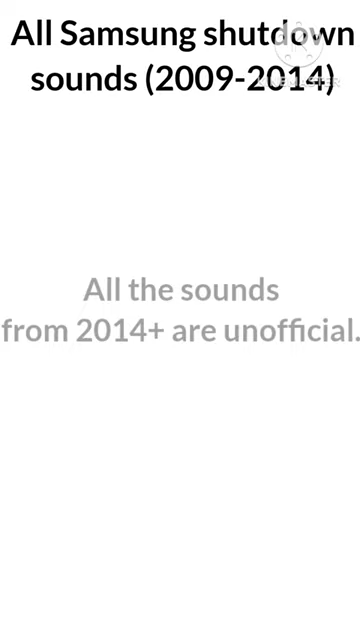 All Samsung shutdown
sounds (2009-2014)
All the sounds
from 2014+ are unofficial.